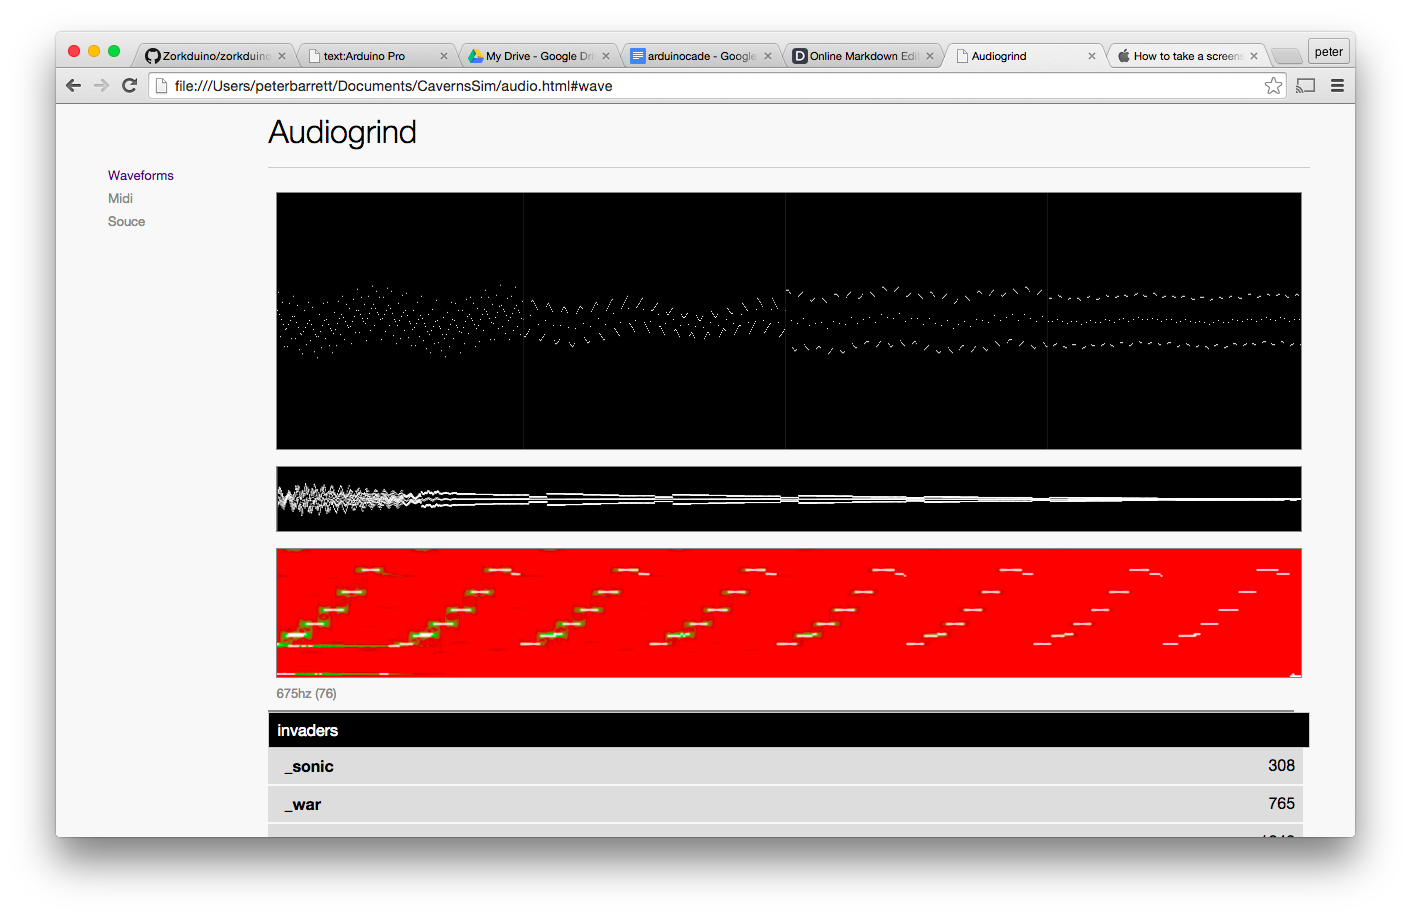 Zorkduino/zorkduino
text:Arduino Pro
My Drive - Google Dri
arduinocade - Google
Online Markdown Edit
Audiogrind
How to take a screens
peter
file:///Users/peterbarrett/Documents/CavernsSim/audio.html#wave
Audiogrind
Waveforms
Midi
Souce
675hz (76)
invaders
_sonic 308
_war 765